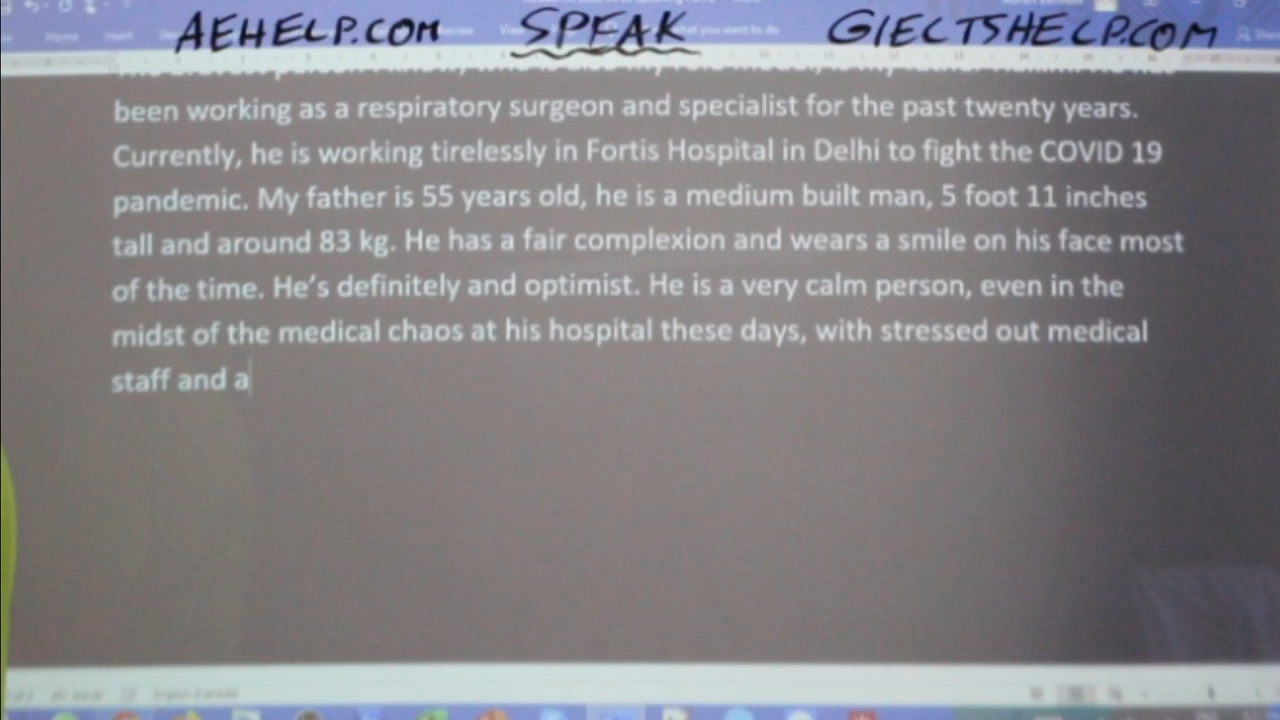 AEHELP.COM SPEAK GIELTSHELP.COM
been working as a respiratory surgeon and specialist for the past twenty years.
Currently, he is working tirelessly in Fortis Hospital in Delhi to fight the COVID 19
pandemic. My father is 55 years old, he is a medium built man, 5 foot 11 inches
tall and around 83 kg. He has a fair complexion and wears a smile on his face most
of the time. He's definitely and optimist. He is a very calm person, even in the
midst of the medical chaos at his hospital these days, with stressed out medical
staff and a